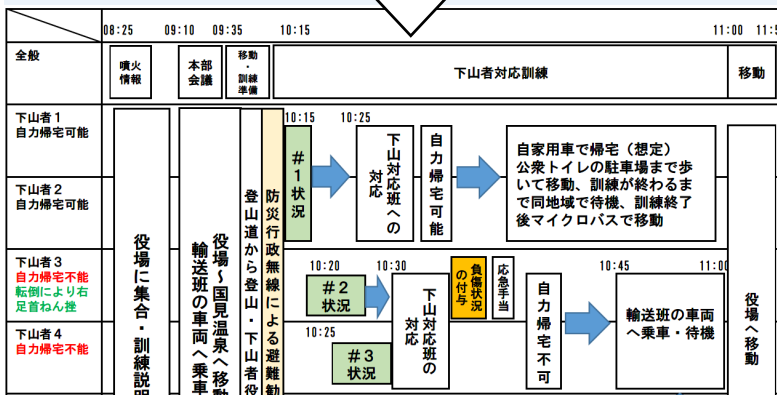 08:25
09:10
09:35
10:15
11:00
全般
噴火
情報
本部
会議
移動
・
訓練
準備
下山者対応訓練
移動
下山者1
自力帰宅可能
下山者2
自力帰宅可能
下山者3
自力帰宅不能
転倒により右
足首ねん挫
下山者4
自力帰宅不能
役場に集合・訓練説明
役場～国見温泉へ移動
輸送班の車両へ乗車
登山道から登山・下山者役
防災行政無線による避難勧
10:15
#1状況
10:25
下山対応班への
対応
自力帰宅可能
自家用車で帰宅（想定）
公衆トイレの駐車場まで歩
いて移動、訓練が終わるま
で同地域で待機、訓練終了
後マイクロバスで移動
10:20
#2
状況
10:30
10:25
#3
状況
下山対応班の
対応
負傷状況
の付与
応急手当
自力帰宅不可
10:45
11:00
輸送班の車両
へ乗車・待機
役場へ移動